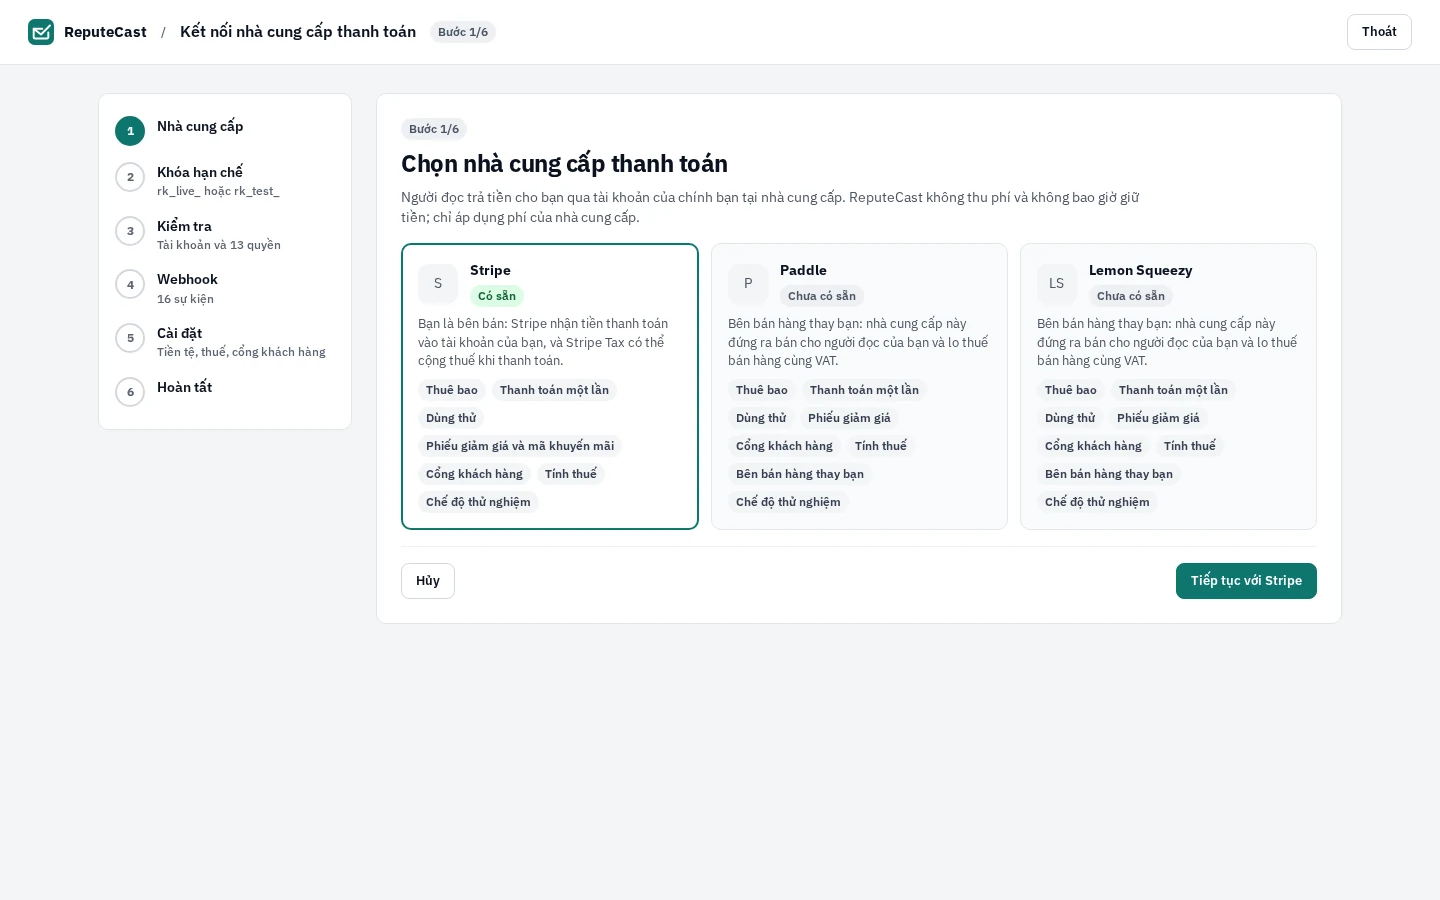 ReputeCast / Kết nối nhà cung cấp thanh toán Bước 1/6
Thoát
1 Nhà cung cấp
2 Khóa hạn chế
rk_live_ hoặc rk_test_
3 Kiểm tra
Tài khoản và 13 quyền
4 Webhook
16 sự kiện
5 Cài đặt
Tiền tệ, thuế, cổng khách hàng
6 Hoàn tất
Bước 1/6
Chọn nhà cung cấp thanh toán
Người đọc trả tiền cho bạn qua tài khoản của chính bạn tại nhà cung cấp. ReputeCast không thu phí và không bao giờ giữ
tiền; chỉ áp dụng phí của nhà cung cấp.
S
Stripe
Có sẵn
Bạn là bên bán: Stripe nhận tiền thanh toán
vào tài khoản của bạn, và Stripe Tax có thể
cộng thuế khi thanh toán.
Thuê bao Thanh toán một lần
Dùng thử
Phiếu giảm giá và mã khuyến mãi
Cổng khách hàng Tính thuế
Chế độ thử nghiệm
P
Paddle
Chưa có sẵn
Bên bán hàng thay bạn: nhà cung cấp này
đứng ra bán cho người đọc của bạn và lo thuế
bán hàng cùng VAT.
Thuê bao Thanh toán một lần
Dùng thử Phiếu giảm giá
Cổng khách hàng Tính thuế
Bên bán hàng thay bạn
Chế độ thử nghiệm
LS
Lemon Squeezy
Chưa có sẵn
Bên bán hàng thay bạn: nhà cung cấp này
đứng ra bán cho người đọc của bạn và lo thuế
bán hàng cùng VAT.
Thuê bao Thanh toán một lần
Dùng thử Phiếu giảm giá
Cổng khách hàng Tính thuế
Bên bán hàng thay bạn
Chế độ thử nghiệm
Hủy
Tiếp tục với Stripe